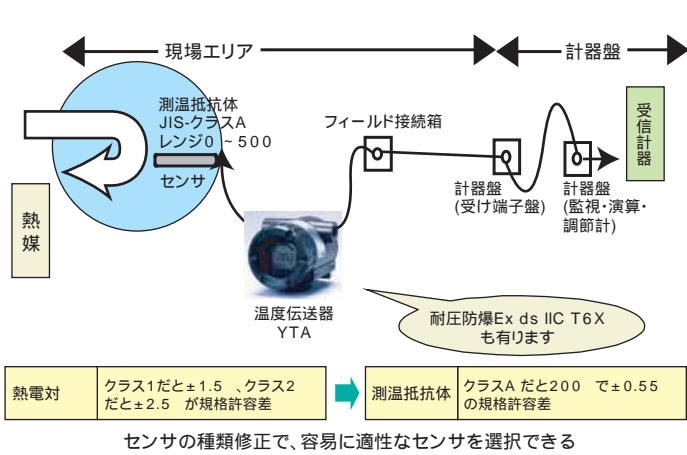 現場エリア
計器盤
測温抵抗体
JIS-クラスA
レンジ0 ~500
センサ
熱
媒
フィールド接続箱
受
信
計
器
計器盤
(受け端子盤)
計器盤
(監視・演算・
調節計)
温度伝送器
YTA
耐圧防爆Ex ds IIC T6X
も有ります
熱電対
クラス1だと±1.5 、クラス2
だと±2.5 が規格許容差
測温抵抗体
クラスA だと200 で±0.55
の規格許容差
センサの種類修正で、容易に適性なセンサを選択できる